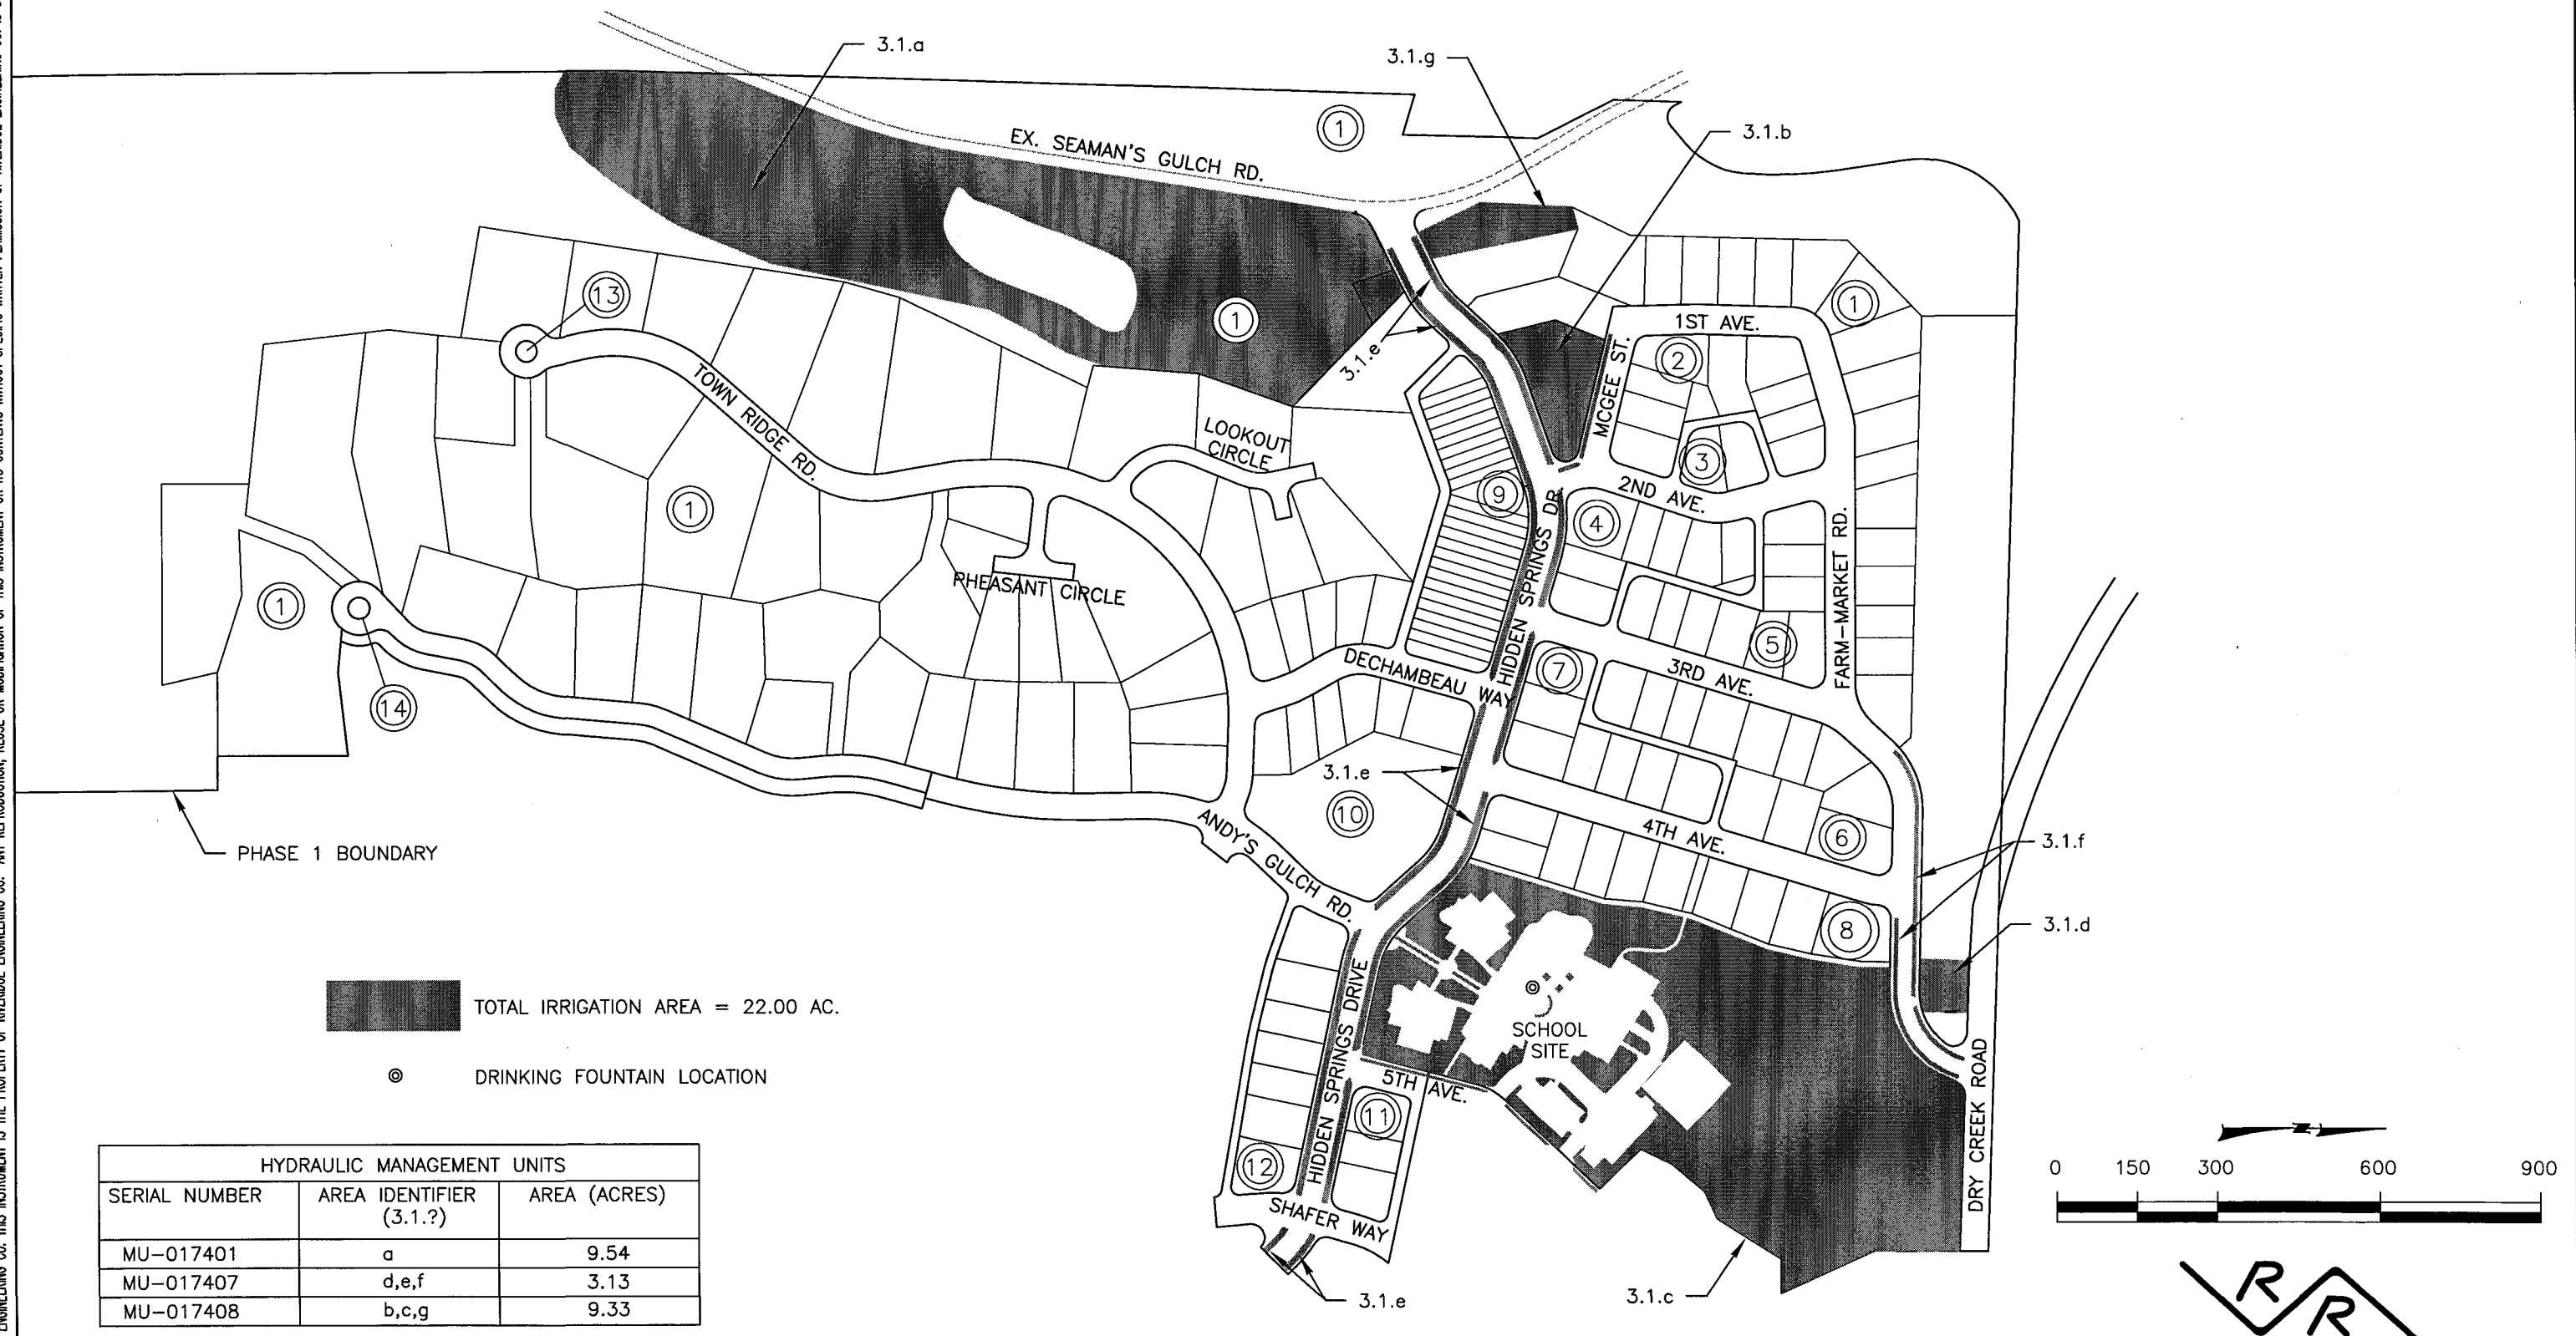 3.1.a
3.1.g
3.1.b
1
EX. SEAMAN'S GULCH RD.
13
1
1
3.1.e
1ST AVE.
MCGEE ST.
2
TOWN RIDGE RD.
LOOKOUT
CIRCLE
3
9
2ND AVE.
4
1
HIDDEN SPRINGS DR.
FARM-MARKET RD.
PHEASANT CIRCLE
1
5
DECHAMBEAU WAY
7
3RD AVE.
14
3.1.e
10
ANDY'S GULCH RD.
4TH AVE.
6
3.1.f
PHASE 1 BOUNDARY
8
3.1.d
TOTAL IRRIGATION AREA = 22.00 AC.
SCHOOL
SITE
HIDDEN SPRINGS DRIVE
DRINKING FOUNTAIN LOCATION
5TH AVE.
11
DRY CREEK ROAD
12
SHAFER WAY
3.1.e
3.1.c
N
0 150 300 600 900
HYDRAULIC MANAGEMENT UNITS
SERIAL NUMBER AREA IDENTIFIER AREA (ACRES)
(3.1.?)
MU-017401 a 9.54
MU-017407 d,e,f 3.13
MU-017408 b,c,g 9.33
R
R